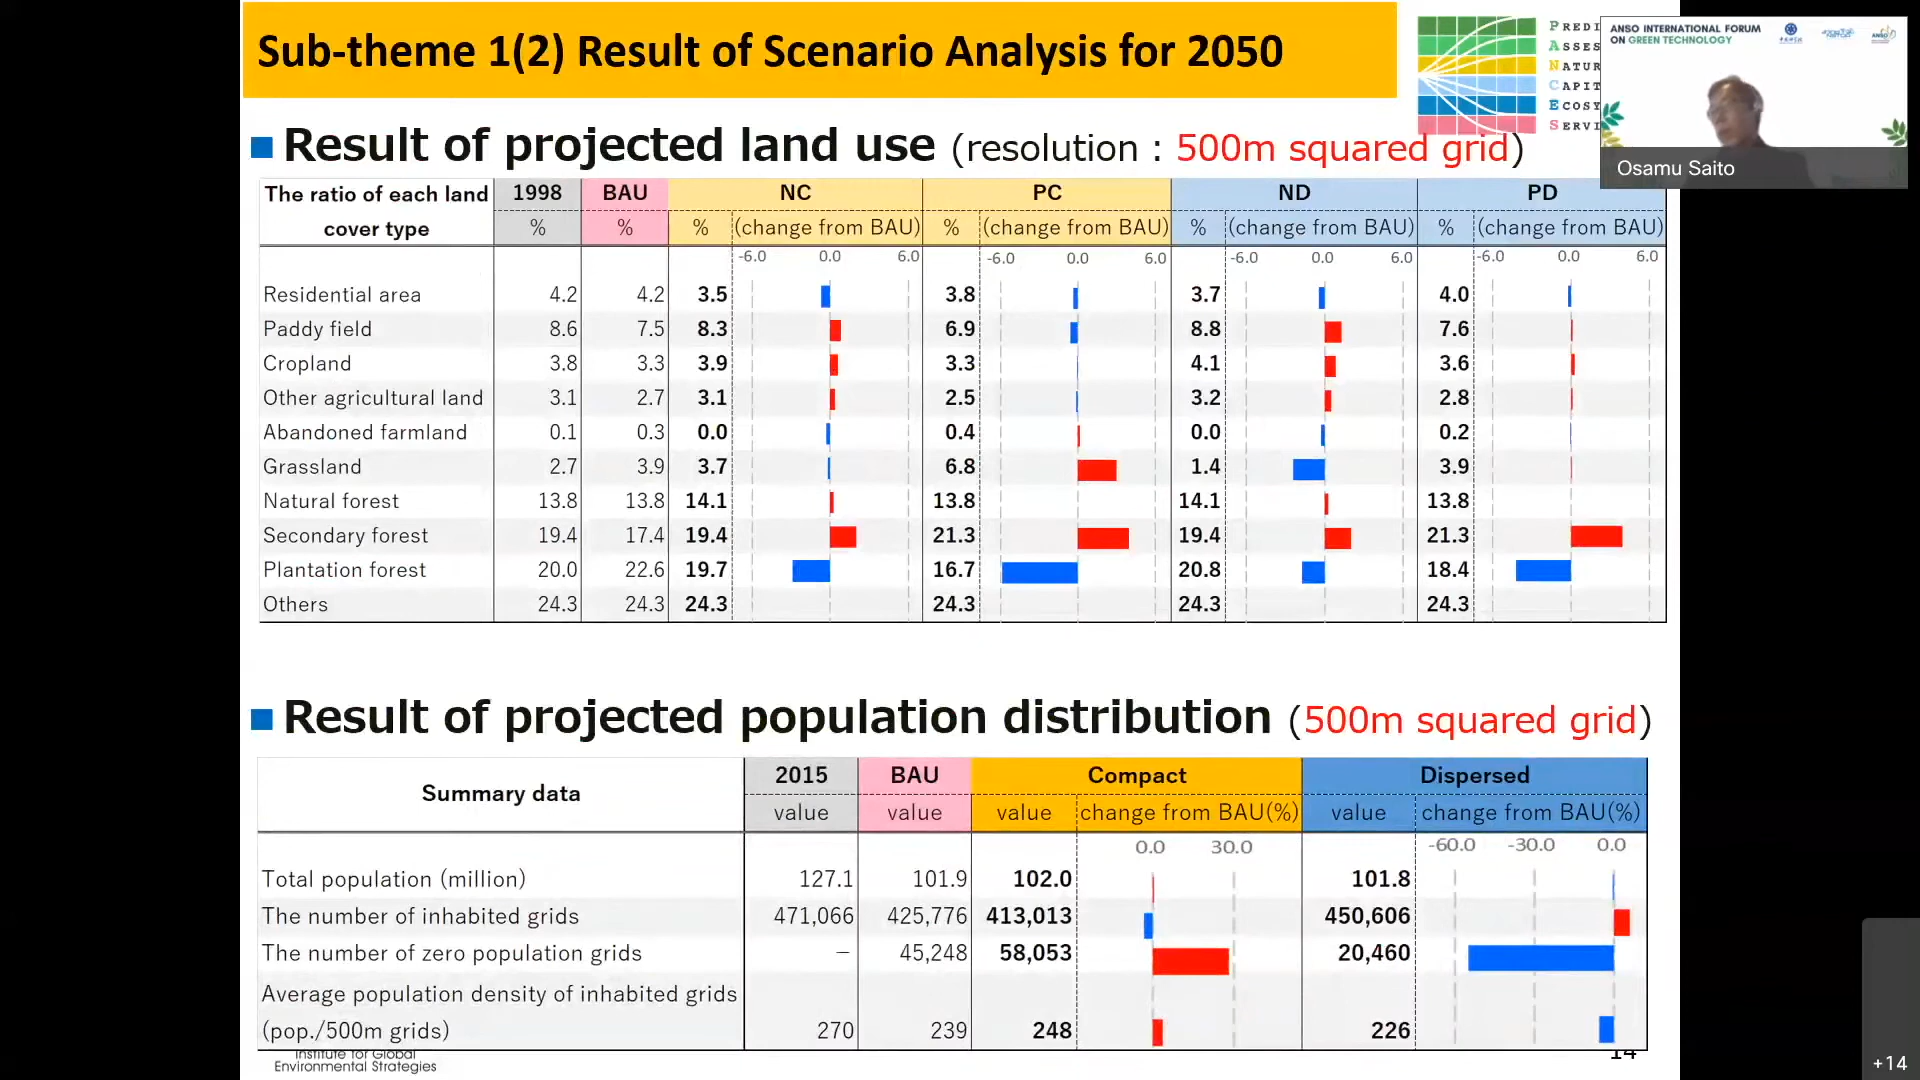 Sub-theme 1(2) Result of Scenario Analysis for 2050
PREDI
ASSES
NATUR
CAPIT
ECOSY
SERVI
ANSO INTERNATIONAL FORUM
ON GREEN TECHNOLOGY
ANSO
Osamu Saito
Result of projected land use (resolution : 500m squared grid)
The ratio of each land cover type 1998 BAU NC PC ND PD
% % % (change from BAU) % (change from BAU) % (change from BAU) % (change from BAU)
-6.0 0.0 6.0 -6.0 0.0 6.0 -6.0 0.0 6.0 -6.0 0.0 6.0
Residential area 4.2 4.2 3.5 3.8 3.7 4.0
Paddy field 8.6 7.5 8.3 6.9 8.8 7.6
Cropland 3.8 3.3 3.9 3.3 4.1 3.6
Other agricultural land 3.1 2.7 3.1 2.5 3.2 2.8
Abandoned farmland 0.1 0.3 0.0 0.4 0.0 0.2
Grassland 2.7 3.9 3.7 6.8 1.4 3.9
Natural forest 13.8 13.8 14.1 13.8 14.1 13.8
Secondary forest 19.4 17.4 19.4 21.3 19.4 21.3
Plantation forest 20.0 22.6 19.7 16.7 20.8 18.4
Others 24.3 24.3 24.3 24.3 24.3 24.3
Result of projected population distribution (500m squared grid)
Summary data 2015 BAU Compact Dispersed
value value value change from BAU(%) value change from BAU(%)
0.0 30.0 -60.0 -30.0 0.0
Total population (million) 127.1 101.9 102.0 101.8
The number of inhabited grids 471,066 425,776 413,013 450,606
The number of zero population grids – 45,248 58,053 20,460
Average population density of inhabited grids
(pop./500m grids) 270 239 248 226
Institute for Global
Environmental Strategies
14
+14